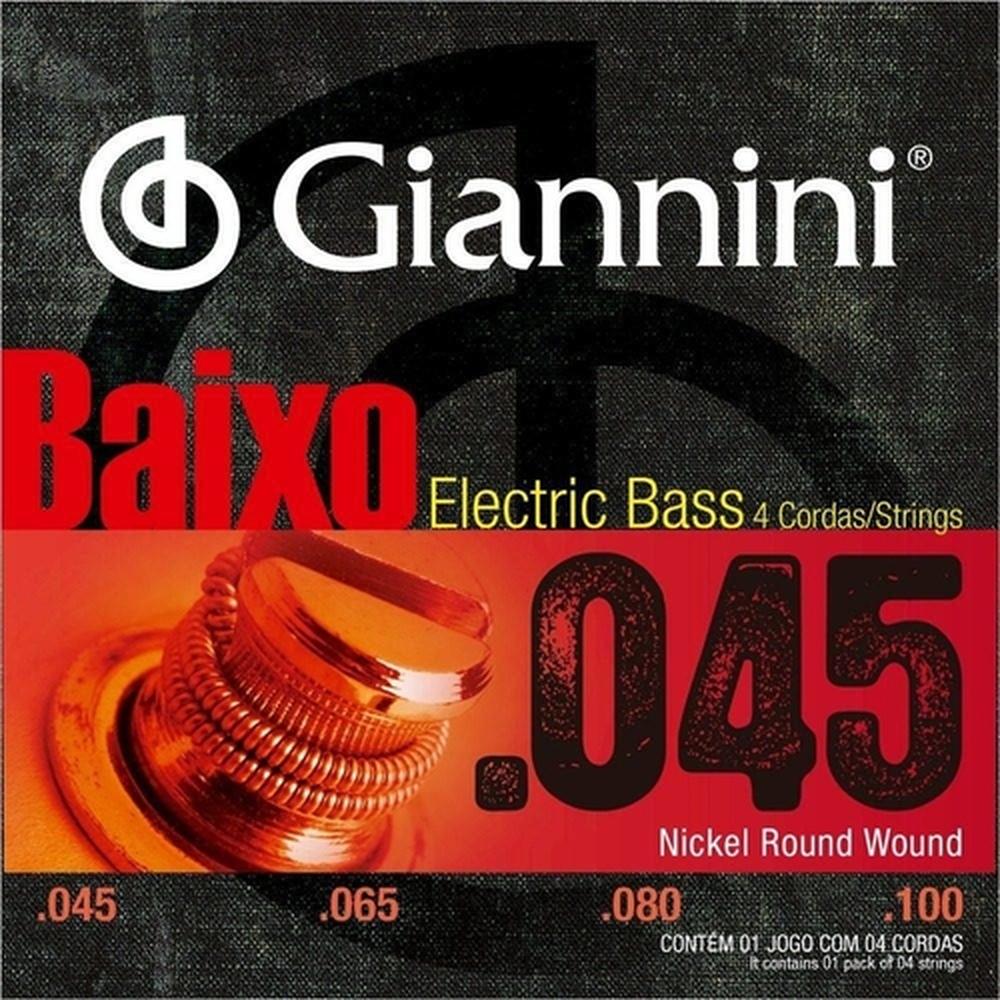 Giannini®
Baixo
Electric Bass 4 Cordas/Strings
.045
Nickel Round Wound
.045 .065 .080 .100
CONTÉM 01 JOGO COM 04 CORDAS
It contains 01 pack of 04 strings